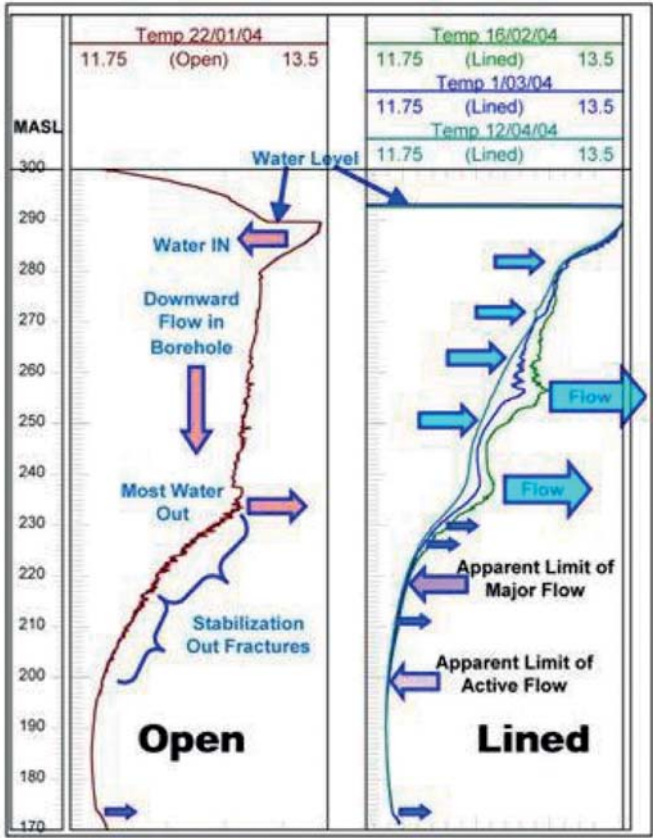 Temp 22/01/04
11.75 (Open) 13.5
Temp 16/02/04
11.75 (Lined) 13.5
Temp 1/03/04
11.75 (Lined) 13.5
Temp 12/04/04
11.75 (Lined) 13.5
MASL
300
290
280
270
260
250
240
230
220
210
200
190
180
170
Water Level
Water IN
Downward
Flow in
Borehole
Most Water
Out
Stabilization
Out Fractures
Open
Flow
Flow
Apparent Limit of
Major Flow
Apparent Limit of
Active Flow
Lined